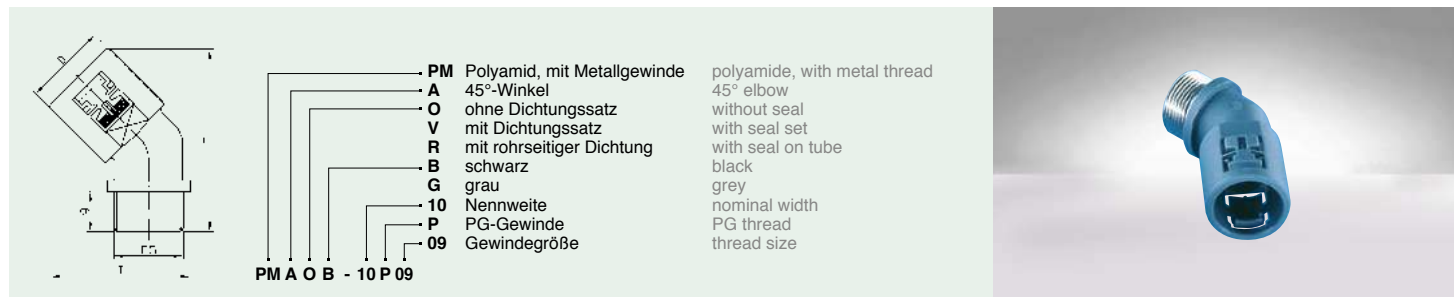 PM Polyamid, mit Metallgewinde polyamide, with metal thread
A 45°-Winkel 45° elbow
O ohne Dichtungssatz without seal
V mit Dichtungssatz with seal set
R mit rohrseitiger Dichtung with seal on tube
B schwarz black
G grau grey
10 Nennweite nominal width
P PG-Gewinde PG thread
09 Gewindegröße thread size
PM A O B - 10 P 09